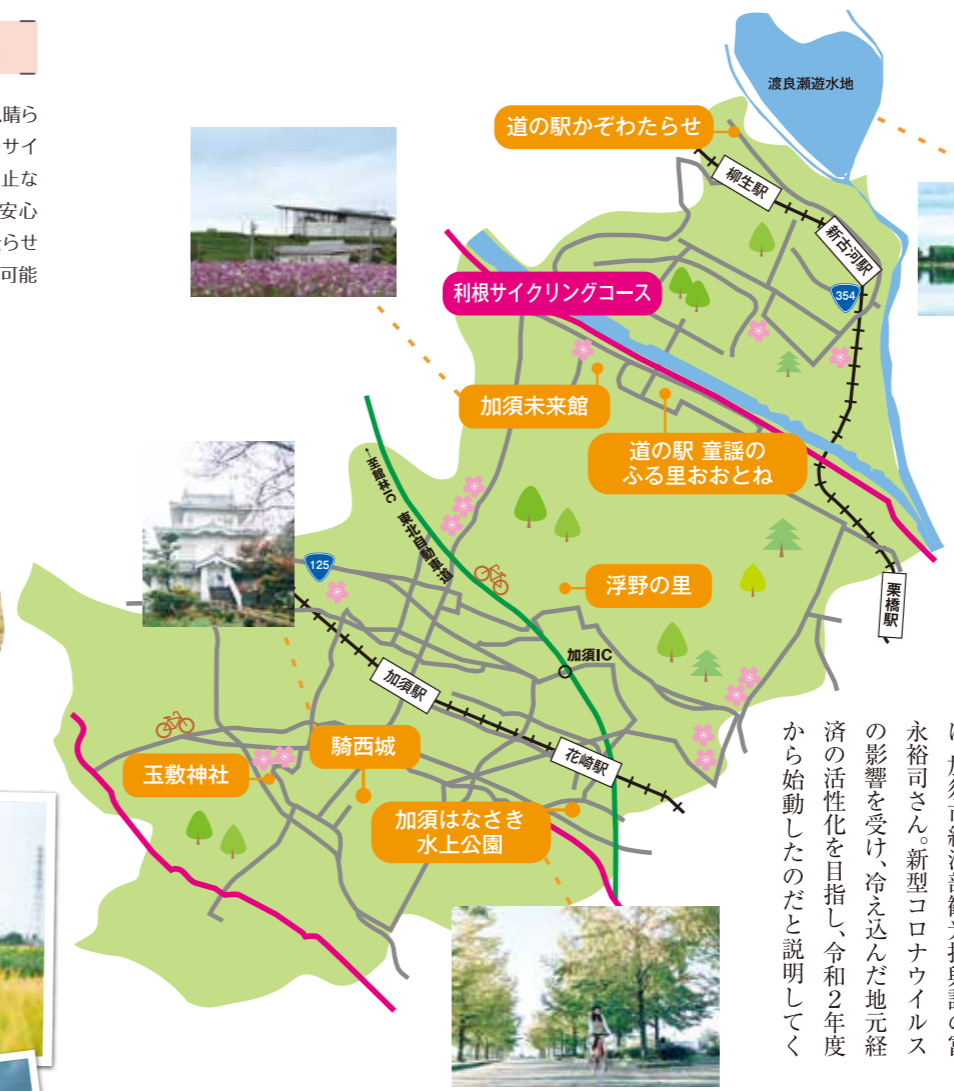 晴ら
サイ
止な
安心
らせ
可能
渡良瀬遊水地
道の駅かぞわたらせ
柳生駅
新古河駅
354
利根サイクリングコース
加須未来館
道の駅 童謡の
ふる里おおとね
←至館林IC 東北自動車道
125
浮野の里
栗橋駅
加須IC
加須駅
花崎駅
騎西城
玉敷神社
加須はなさき
水上公園
永裕司さん。新型コロナウイルス
の影響を受け、冷え込んだ地元経
済の活性化を目指し、令和2年度
から始動したのだと説明してく